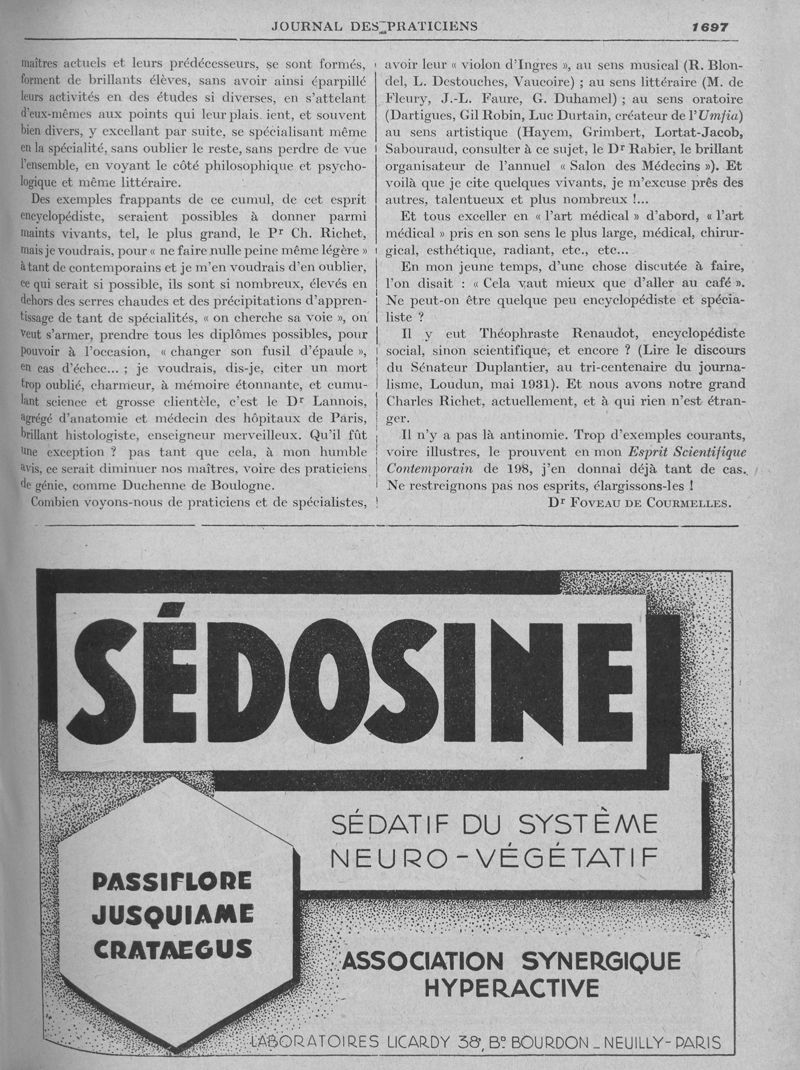 JOURNAL DES PRATICIENS 1697
maîtres actuels et leurs prédécesseurs, se sont formés,
forment de brillants élèves, sans avoir ainsi éparpillé
leurs activités en des études si diverses, en s'attelant
d'eux-mêmes aux points qui leur plais. ient, et souvent
bien divers, y excellant par suite, se spécialisant même
en la spécialité, sans oublier le reste, sans perdre de vue
l'ensemble, en voyant le côté philosophique et psycho-
logique et même littéraire.
Des exemples frappants de ce cumul, de cet esprit
encyclopédiste, seraient possibles à donner parmi
maints vivants, tel, le plus grand, le Pr Ch. Richet,
mais je voudrais, pour « ne faire nulle peine même légère »
à tant de contemporains et je m'en voudrais d'en oublier,
ce qui serait si possible, ils sont si nombreux, élevés en
dehors des serres chaudes et des précipitations d'appren-
tissage de tant de spécialités, « on cherche sa voie », on
veut s'armer, prendre tous les diplômes possibles, pour
pouvoir à l'occasion, « changer son fusil d'épaule »,
en cas d'échec... ; je voudrais, dis-je, citer un mort
trop oublié, charmeur, à mémoire étonnante, et cumu-
lant science et grosse clientèle, c'est le Dr Lannois,
agrégé d'anatomie et médecin des hôpitaux de Paris,
brillant histologiste, enseigneur merveilleux. Qu'il fût
une exception ? pas tant que cela, à mon humble
avis, ce serait diminuer nos maîtres, voire des praticiens
de génie, comme Duchenne de Boulogne.
Combien voyons-nous de praticiens et de spécialistes,
avoir leur « violon d'Ingres », au sens musical (R. Blon-
del, L. Destouches, Vaucoire) ; au sens littéraire (M. de
Fleury, J.-L. Faure, G. Duhamel) ; au sens oratoire
(Dartigues, Gil Robin, Luc Durtain, créateur de l'Umfia)
au sens artistique (Hayem, Grimbert, Lortat-Jacob,
Sabouraud, consulter à ce sujet, le Dr Rabier, le brillant
organisateur de l'annuel « Salon des Médecins »). Et
voilà que je cite quelques vivants, je m'excuse près des
autres, talentueux et plus nombreux !...
Et tous exceller en « l'art médical » d'abord, « l'art
médical » pris en son sens le plus large, médical, chirur-
gical, esthétique, radiant, etc., etc...
En mon jeune temps, d'une chose discutée à faire,
l'on disait : « Cela vaut mieux que d'aller au café ».
Ne peut-on être quelque peu encyclopédiste et spécia-
liste ?
Il y eut Théophraste Renaudot, encyclopédiste
social, sinon scientifique, et encore ? (Lire le discours
du Sénateur Duplantier, au tri-centenaire du journa-
lisme, Loudun, mai 1931). Et nous avons notre grand
Charles Richet, actuellement, et à qui rien n'est étran-
ger.
Il n'y a pas là antinomie. Trop d'exemples courants,
voire illustres, le prouvent en mon Esprit Scientifique
Contemporain de 198, j'en donnai déjà tant de cas.
Ne restreignons pas nos esprits, élargissons-les !
Dr FOVEAU DE COURMELLES.
SÉDOSINE
SÉDATIF DU SYSTÈME
NEURO-VÉGÉTATIF
PASSIFLORE
JUSQUIAME
CRATAEGUS
ASSOCIATION SYNERGIQUE
HYPERACTIVE
LABORATOIRES LICARDY 38, Bd BOURDON _ NEUILLY-PARIS